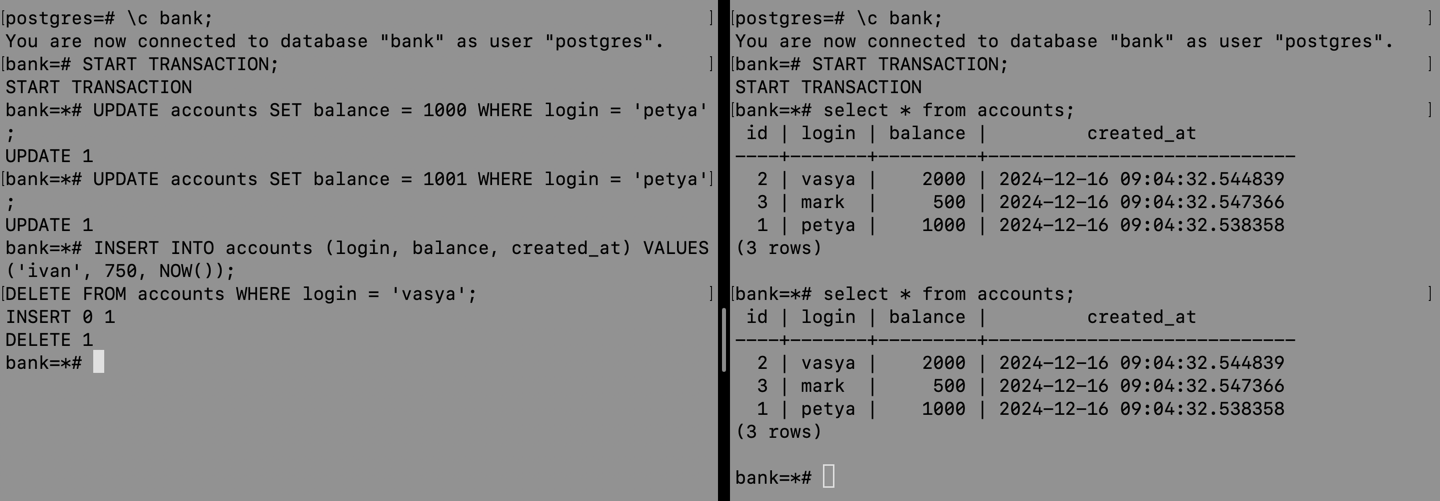 postgres=# \c bank;
You are now connected to database "bank" as user "postgres".
bank=# START TRANSACTION;
START TRANSACTION
bank=*# UPDATE accounts SET balance = 1000 WHERE login = 'petya'
;
UPDATE 1
bank=*# UPDATE accounts SET balance = 1001 WHERE login = 'petya'
;
UPDATE 1
bank=*# INSERT INTO accounts (login, balance, created_at) VALUES
('ivan', 750, NOW());
DELETE FROM accounts WHERE login = 'vasya';
INSERT 0 1
DELETE 1
bank=*#
postgres=# \c bank;
You are now connected to database "bank" as user "postgres".
bank=# START TRANSACTION;
START TRANSACTION
bank=*# select * from accounts;
 id | login | balance |         created_at
----+-------+---------+----------------------------
  2 | vasya |    2000 | 2024-12-16 09:04:32.544839
  3 | mark  |     500 | 2024-12-16 09:04:32.547366
  1 | petya |    1000 | 2024-12-16 09:04:32.538358
(3 rows)
bank=*# select * from accounts;
 id | login | balance |         created_at
----+-------+---------+----------------------------
  2 | vasya |    2000 | 2024-12-16 09:04:32.544839
  3 | mark  |     500 | 2024-12-16 09:04:32.547366
  1 | petya |    1000 | 2024-12-16 09:04:32.538358
(3 rows)
bank=*#